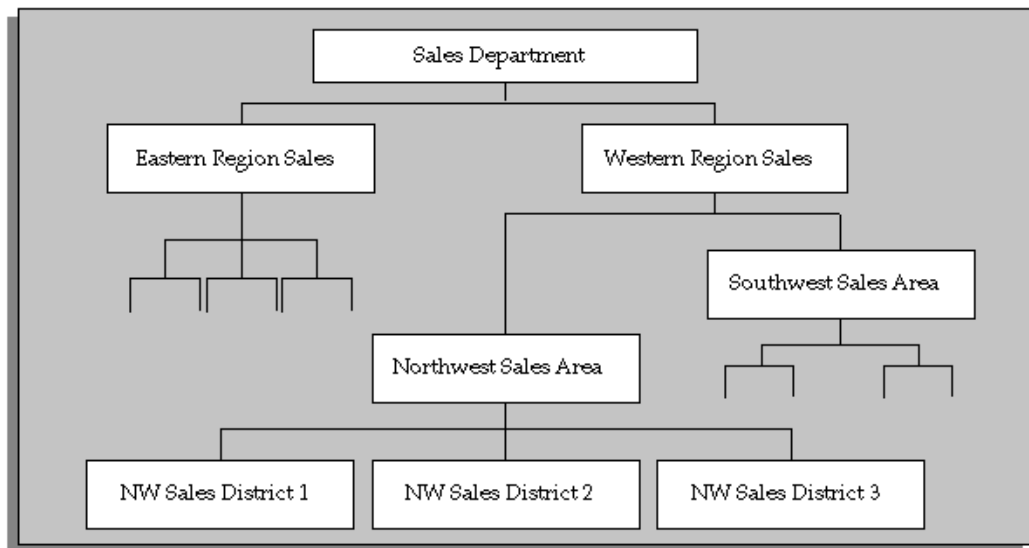 Sales Department
Eastern Region Sales
Western Region Sales
Southwest Sales Area
Northwest Sales Area
NW Sales District 1
NW Sales District 2
NW Sales District 3